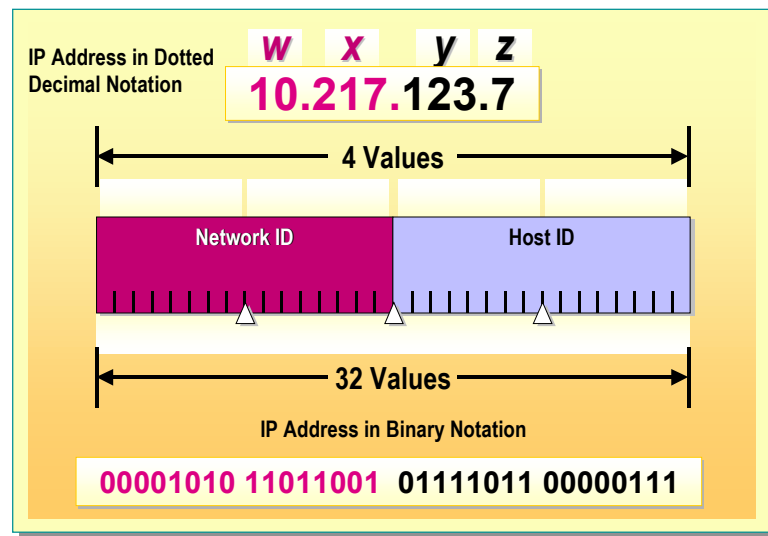 w x y z
IP Address in Dotted
Decimal Notation
10.217.123.7
4 Values
Network ID Host ID
32 Values
IP Address in Binary Notation
00001010 11011001 01111011 00000111